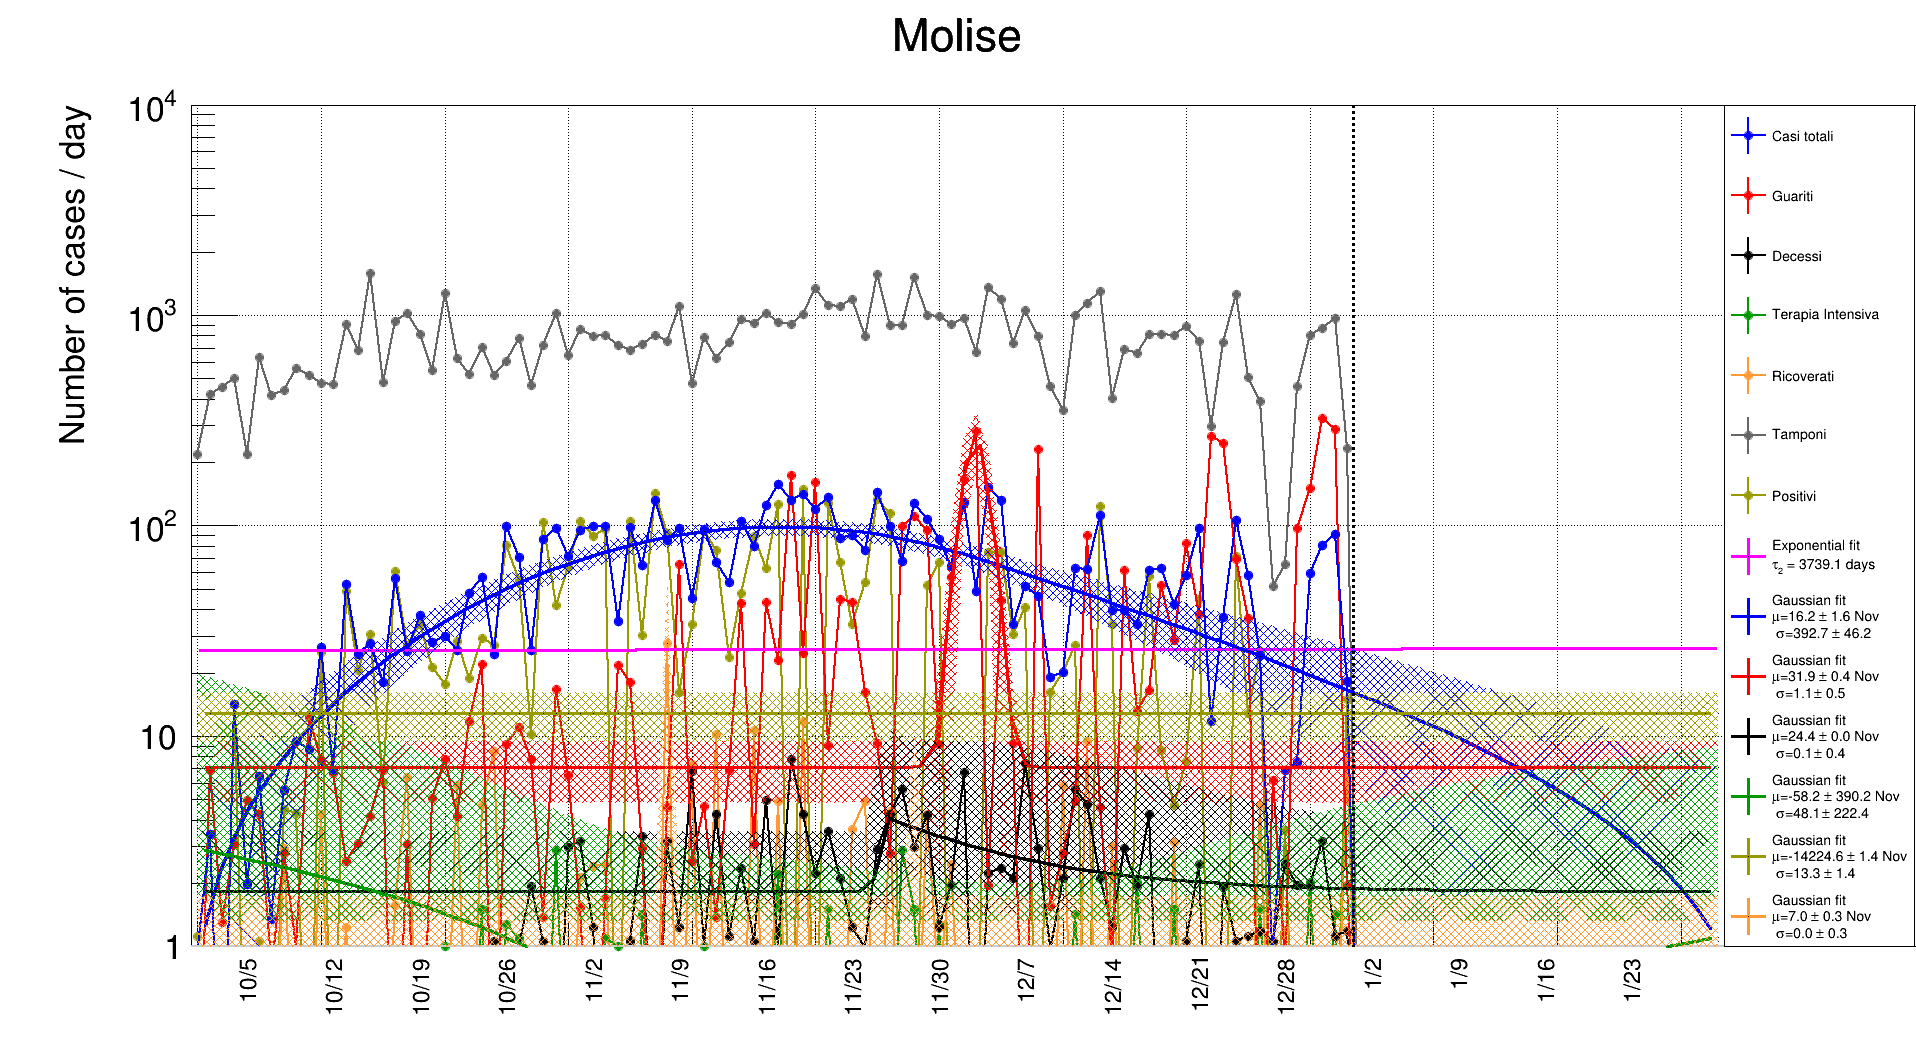 Molise
Number of cases / day
10⁴
10³
10²
10
1
10/5
10/12
10/19
10/26
11/2
11/9
11/16
11/23
11/30
12/7
12/14
12/21
12/28
1/2
1/9
1/16
1/23
Casi totali
Guariti
Decessi
Terapia Intensiva
Ricoverati
Tamponi
Positivi
Exponential fit
τ₂ = 3739.1 days
Gaussian fit
μ=16.2 ± 1.6 Nov
σ=392.7 ± 46.2
Gaussian fit
μ=31.9 ± 0.4 Nov
σ=1.1 ± 0.5
Gaussian fit
μ=24.4 ± 0.0 Nov
σ=0.1 ± 0.4
Gaussian fit
μ=-58.2 ± 390.2 Nov
σ=48.1 ± 222.4
Gaussian fit
μ=-14224.6 ± 1.4 Nov
σ=13.3 ± 1.4
Gaussian fit
μ=7.0 ± 0.3 Nov
σ=0.0 ± 0.3